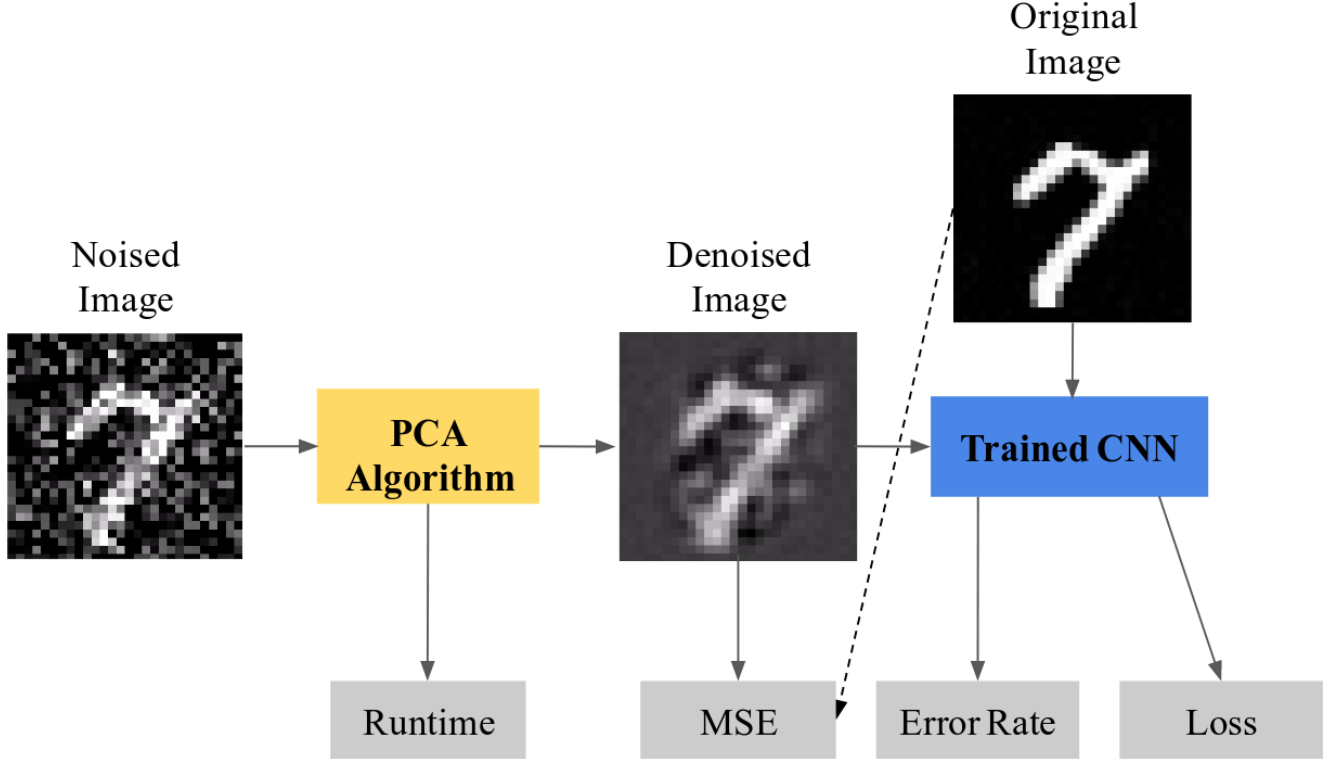 Original
Image
Noised
Image
Denoised
Image
PCA
Algorithm
Trained CNN
Runtime
MSE
Error Rate
Loss